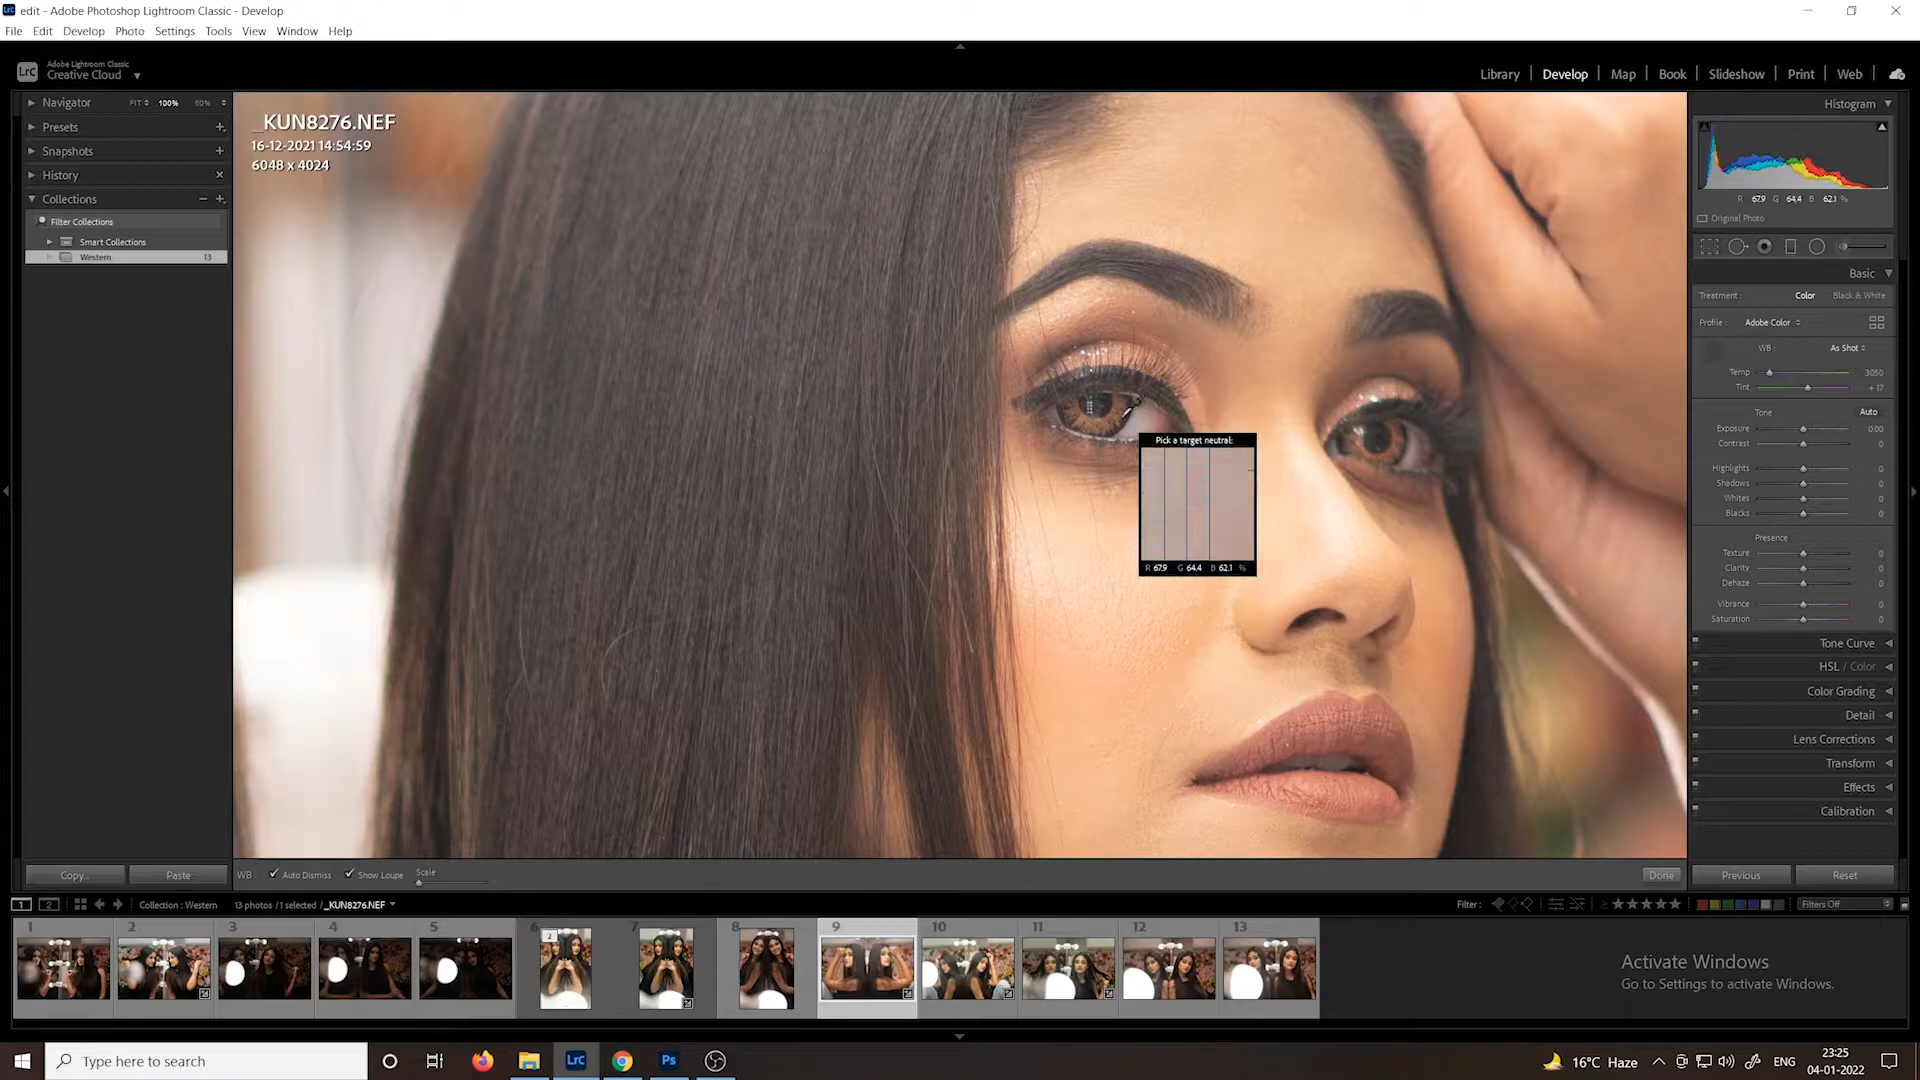 edit - Adobe Photoshop Lightroom Classic - Develop
File Edit Develop Photo Settings Tools View Window Help
LrC Adobe Lightroom Classic
Creative Cloud
Library Develop Map Book Slideshow Print Web
Navigator FIT 100%
Presets
Snapshots
History
Collections
Filter Collections
Smart Collections
Western 13
_KUN8276.NEF
16-12-2021 14:54:59
6048 x 4024
Pick a target neutral:
R 67.9 G 64.4 B 62.1 %
Histogram
R 67.9 G 64.4 B 62.1 %
Original Photo
Basic
Treatment : Color Black & White
Profile : Adobe Color
WB : As Shot
Temp 3050
Tint + 17
Tone Auto
Exposure 0.00
Contrast 0
Highlights 0
Shadows 0
Whites 0
Blacks 0
Presence
Texture 0
Clarity 0
Dehaze 0
Vibrance 0
Saturation 0
Tone Curve
HSL / Color
Color Grading
Detail
Lens Corrections
Transform
Effects
Calibration
Copy... Paste
WB : Auto Dismiss Show Loupe Scale
Done
Previous Reset
1 2 Collection : Western 13 photos / 1 selected / _KUN8276.NEF
Filter : Filters Off
1 2 3 4 5 6 7 8 9 10 11 12 13
2
Activate Windows
Go to Settings to activate Windows.
Type here to search
LrC Ps
16°C Haze ENG 23:25
04-01-2022